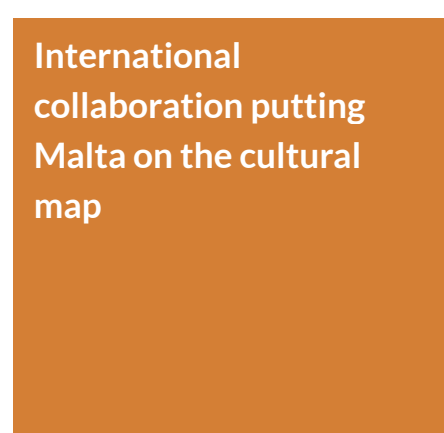 International
collaboration putting
Malta on the cultural
map